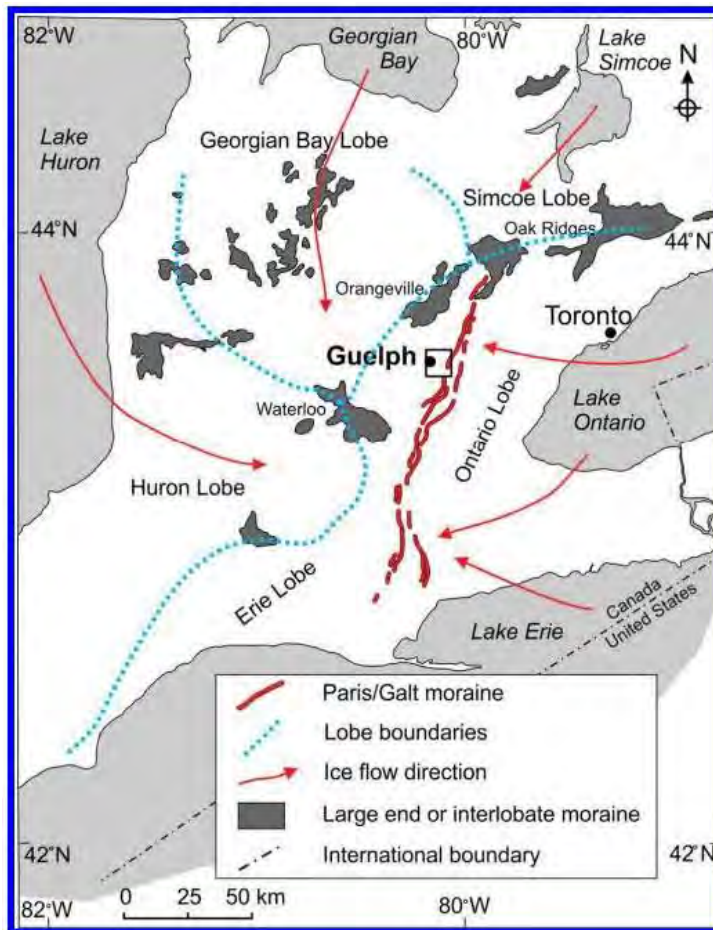 82°W
80°W
Georgian
Bay
Lake
Simcoe
N
Lake
Huron
Georgian Bay Lobe
Simcoe Lobe
Oak Ridges
44°N
44°N
Orangeville
Toronto
Guelph
Waterloo
Ontario Lobe
Lake
Ontario
Huron Lobe
Erie Lobe
Lake Erie
Canada
United States
Paris/Galt moraine
Lobe boundaries
Ice flow direction
Large end or interlobate moraine
International boundary
42°N
42°N
0 25 50 km
82°W
80°W